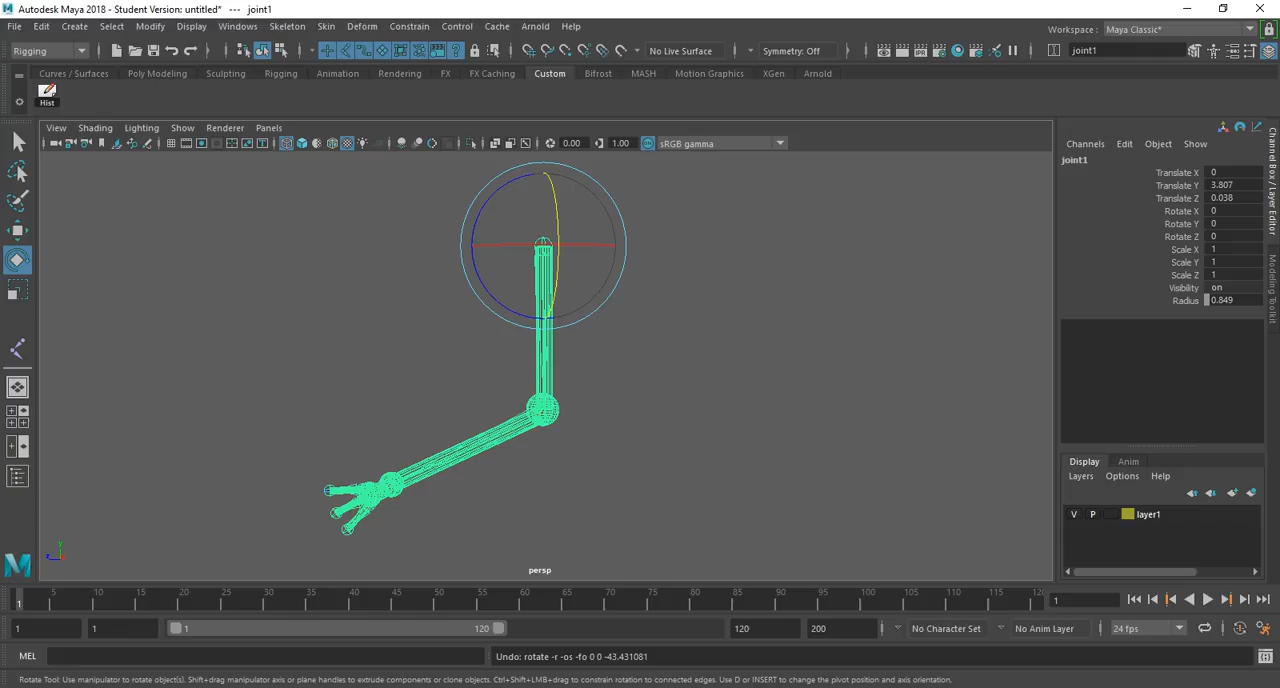 Autodesk Maya 2018 - Student Version: untitled* --- joint1
File Edit Create Select Modify Display Windows Skeleton Skin Deform Constrain Control Cache Arnold Help
Workspace : Maya Classic*
Rigging No Live Surface Symmetry: Off joint1
Curves / Surfaces Poly Modeling Sculpting Rigging Animation Rendering FX FX Caching Custom Bifrost MASH Motion Graphics XGen Arnold
Hist
View Shading Lighting Show Renderer Panels
0.00 1.00 sRGB gamma
Channels Edit Object Show
joint1
Translate X 0
Translate Y 3.807
Translate Z 0.038
Rotate X 0
Rotate Y 0
Rotate Z 0
Scale X 1
Scale Y 1
Scale Z 1
Visibility on
Radius 0.849
Channel Box / Layer Editor
Modeling Toolkit
Display Anim
Layers Options Help
V P layer1
y
z
persp
5 10 15 20 25 30 35 40 45 50 55 60 65 70 75 80 85 90 95 100 105 110 115 120
1 1
1 1 1 120 120 200 No Character Set No Anim Layer 24 fps
MEL Undo: rotate -r -os -fo 0 0 -43.431081
Rotate Tool: Use manipulator to rotate object(s). Shift+drag manipulator axis or plane handles to extrude components or clone objects. Ctrl+Shift+LMB+drag to constrain rotation to connected edges. Use D or INSERT to change the pivot position and axis orientation.